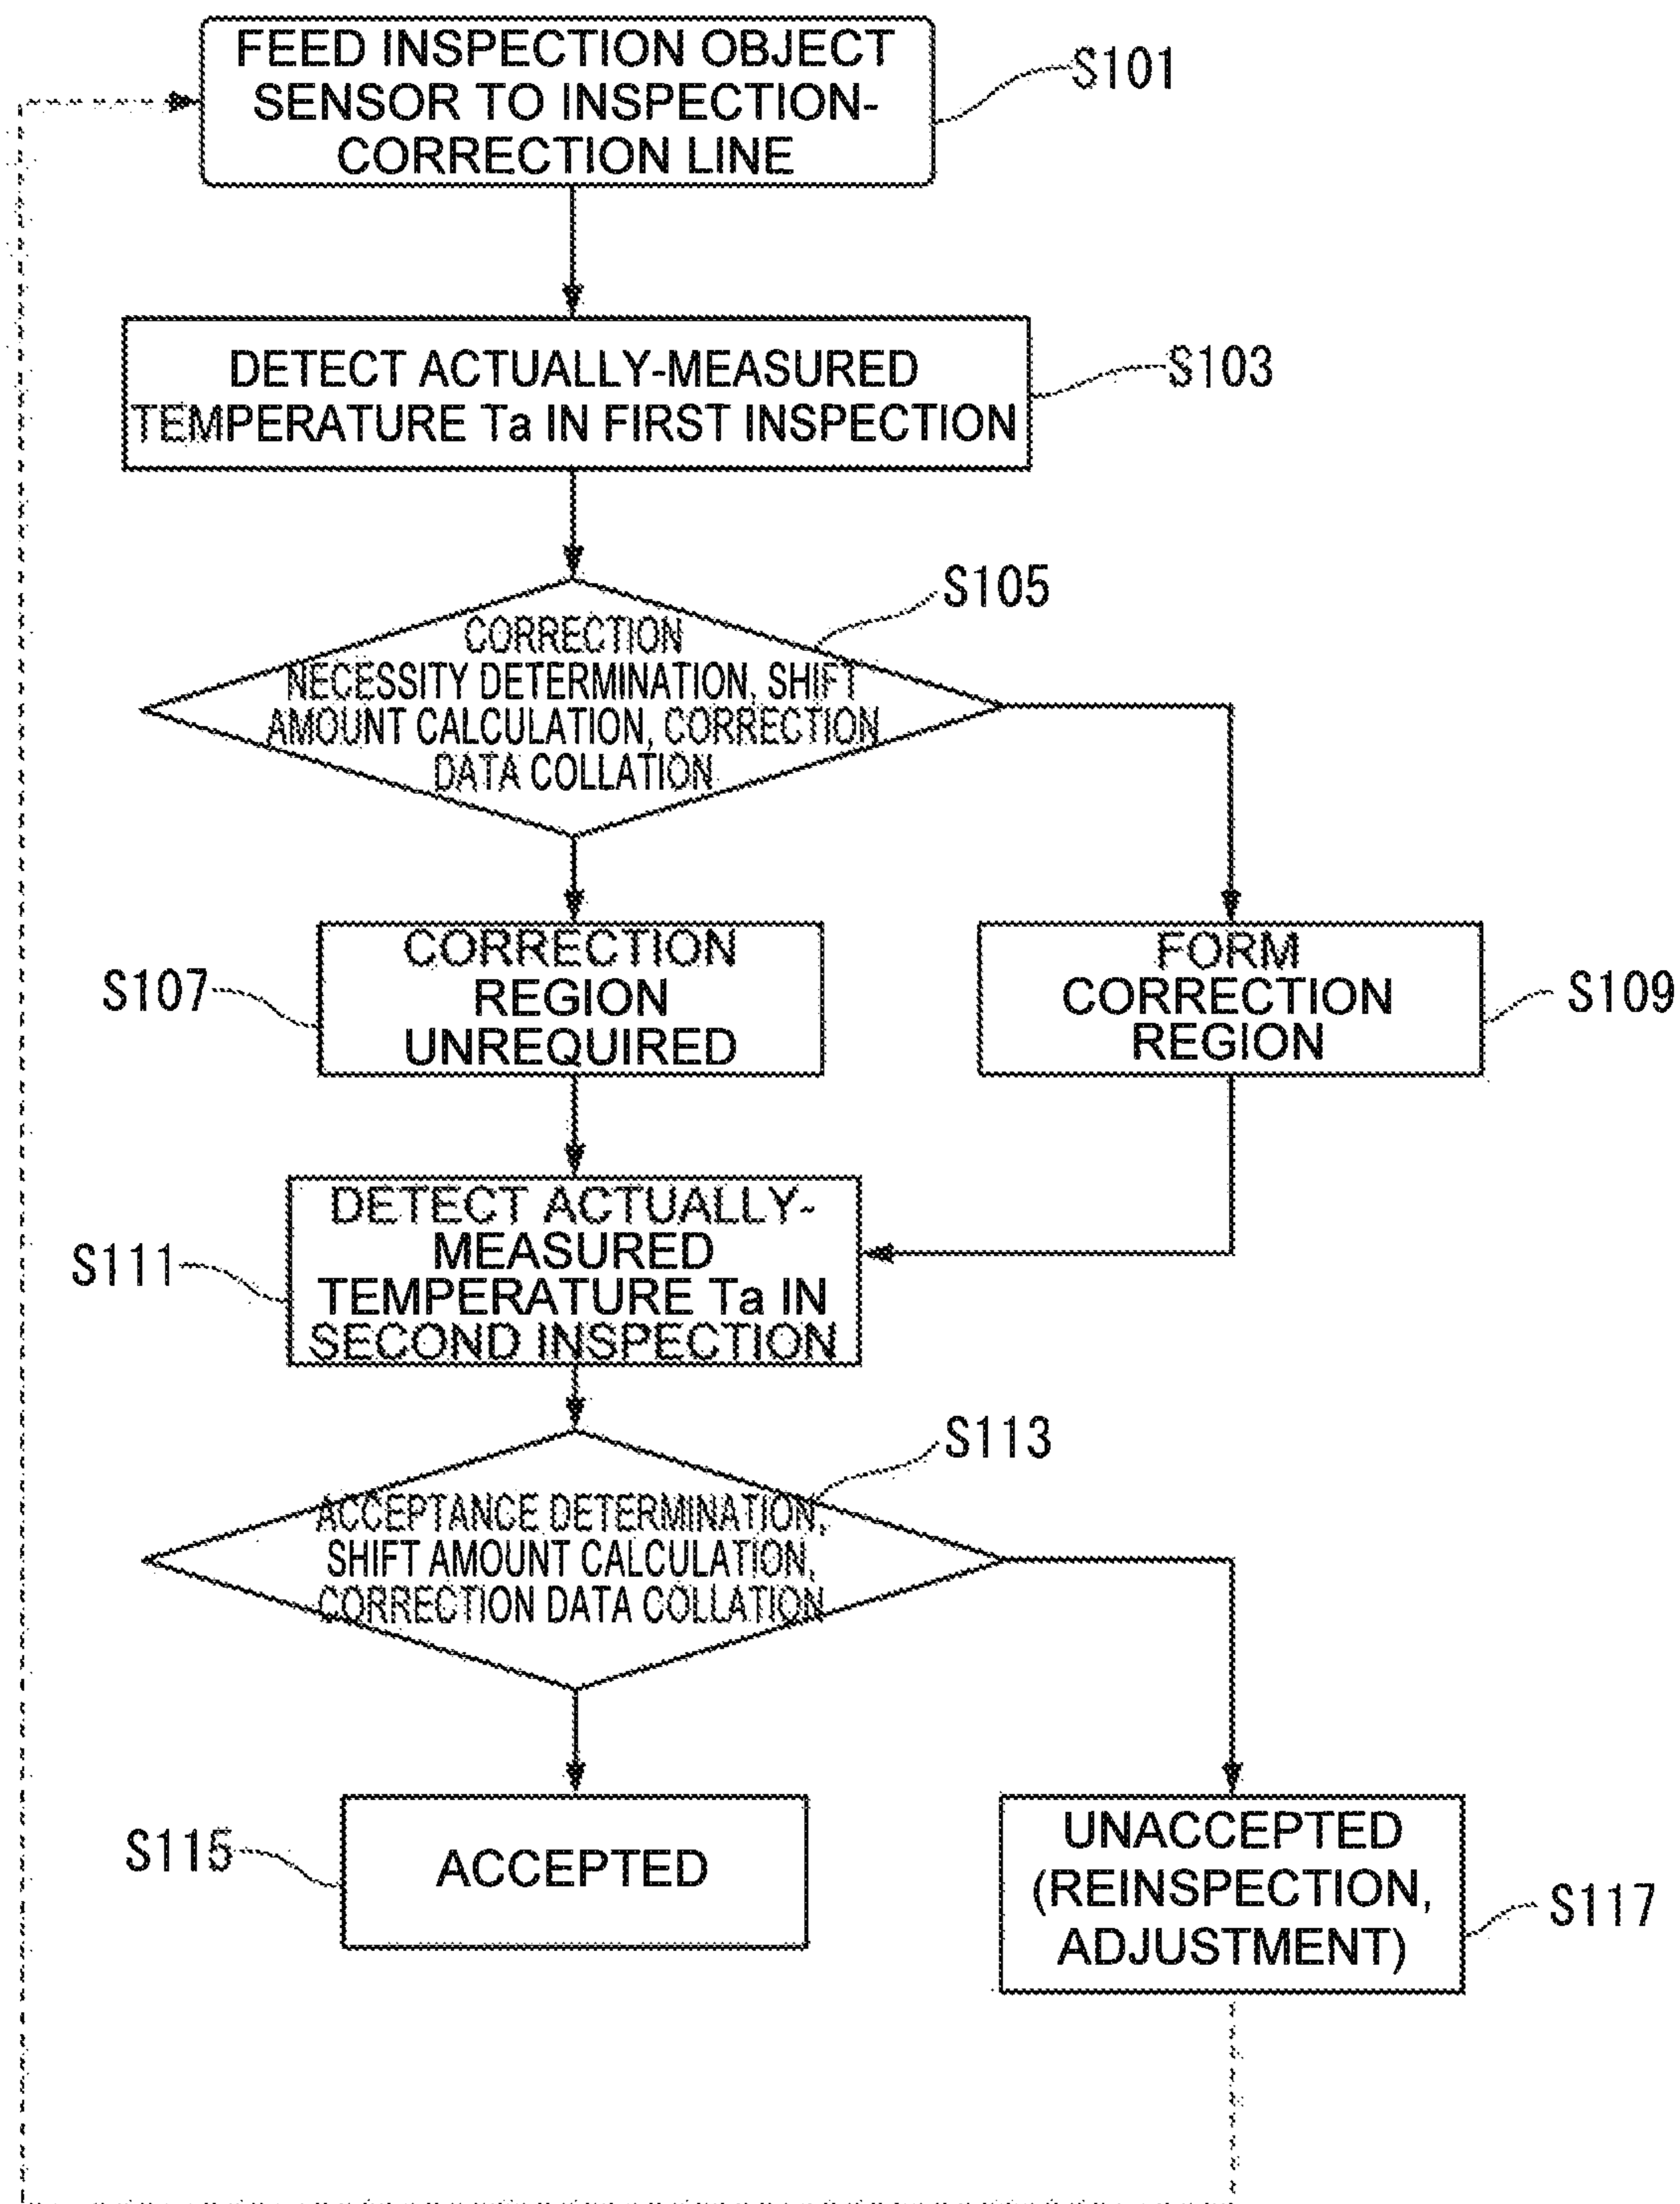 FEED INSPECTION OBJECT
SENSOR TO INSPECTION-
CORRECTION LINE
S101
DETECT ACTUALLY-MEASURED
TEMPERATURE Ta IN FIRST INSPECTION
S103
CORRECTION
NECESSITY DETERMINATION, SHIFT
AMOUNT CALCULATION, CORRECTION
DATA COLLATION
S105
CORRECTION
REGION
UNREQUIRED
S107
FORM
CORRECTION
REGION
S109
DETECT ACTUALLY-
MEASURED
TEMPERATURE Ta IN
SECOND INSPECTION
S111
ACCEPTANCE DETERMINATION,
SHIFT AMOUNT CALCULATION,
CORRECTION DATA COLLATION
S113
ACCEPTED
S115
UNACCEPTED
(REINSPECTION,
ADJUSTMENT)
S117